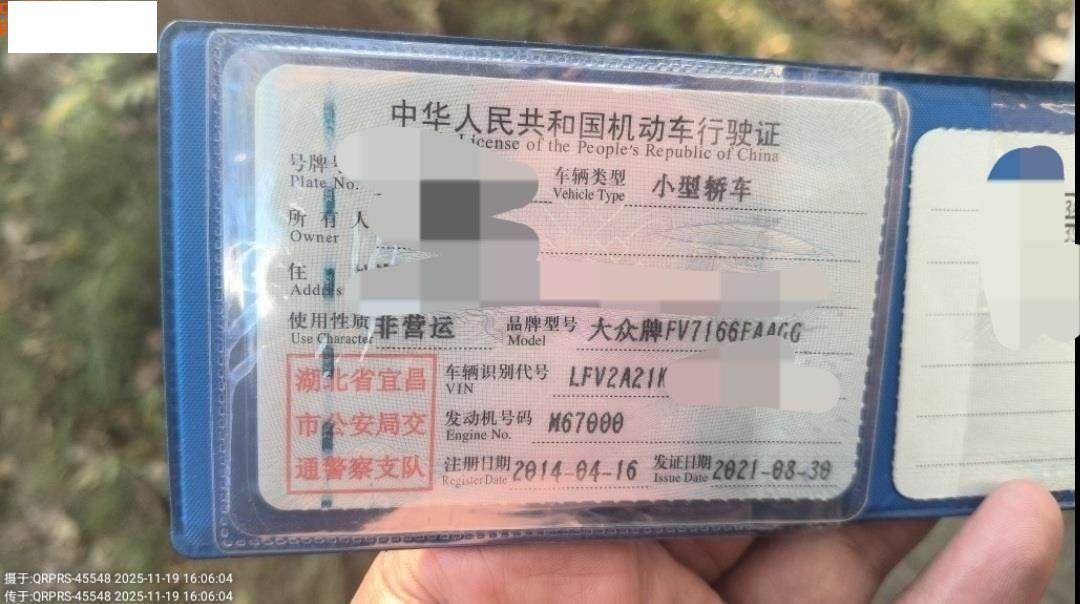 中华人民共和国机动车行驶证
License of the People's Republic of China
号牌
Plate No.
车辆类型 小型轿车
Vehicle Type
所有人
Owner
住
Address
使用性质 非营运
Use Character
品牌型号 大众牌FV7166FAAGG
Model
湖北省宜昌
市公安局交
通警察支队
车辆识别代号 LFV2A21K
VIN
发动机号码 M67000
Engine No.
注册日期 2014-04-16
Register Date
发证日期 2021-08-30
Issue Date
摄于:QRPRS-45548 2025-11-19 16:06:04
传于:QRPRS-45548 2025-11-19 16:06:04